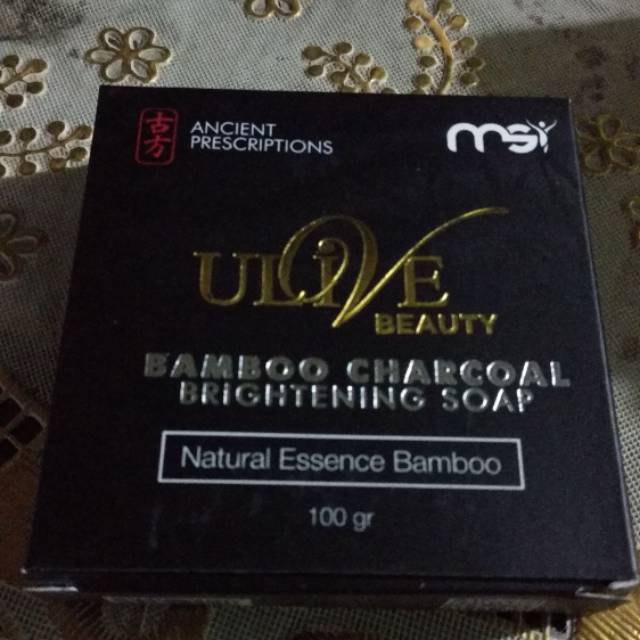 古方
ANCIENT
PRESCRIPTIONS
msi
ULIVE
BEAUTY
BAMBOO CHARCOAL
BRIGHTENING SOAP
Natural Essence Bamboo
100 gr